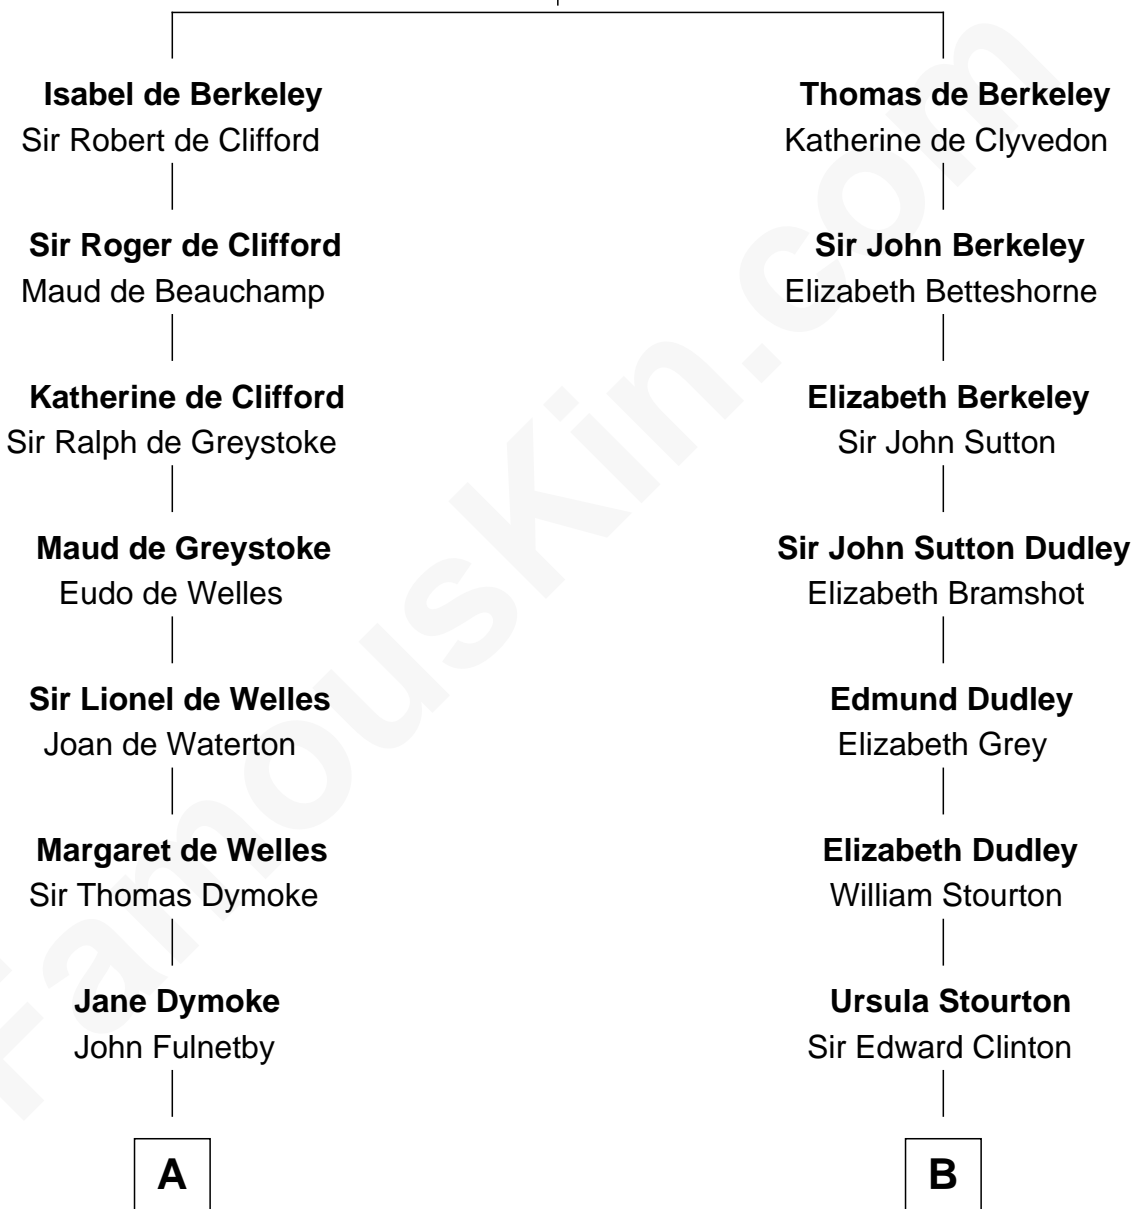 Isabel de Berkeley
Sir Robert de Clifford
Sir Roger de Clifford
Maud de Beauchamp
Katherine de Clifford
Sir Ralph de Greystoke
Maud de Greystoke
Eudo de Welles
Sir Lionel de Welles
Joan de Waterton
Margaret de Welles
Sir Thomas Dymoke
Jane Dymoke
John Fulnetby
A
Thomas de Berkeley
Katherine de Clyvedon
Sir John Berkeley
Elizabeth Betteshorne
Elizabeth Berkeley
Sir John Sutton
Sir John Sutton Dudley
Elizabeth Bramshot
Edmund Dudley
Elizabeth Grey
Elizabeth Dudley
William Stourton
Ursula Stourton
Sir Edward Clinton
B
FamousKin.com